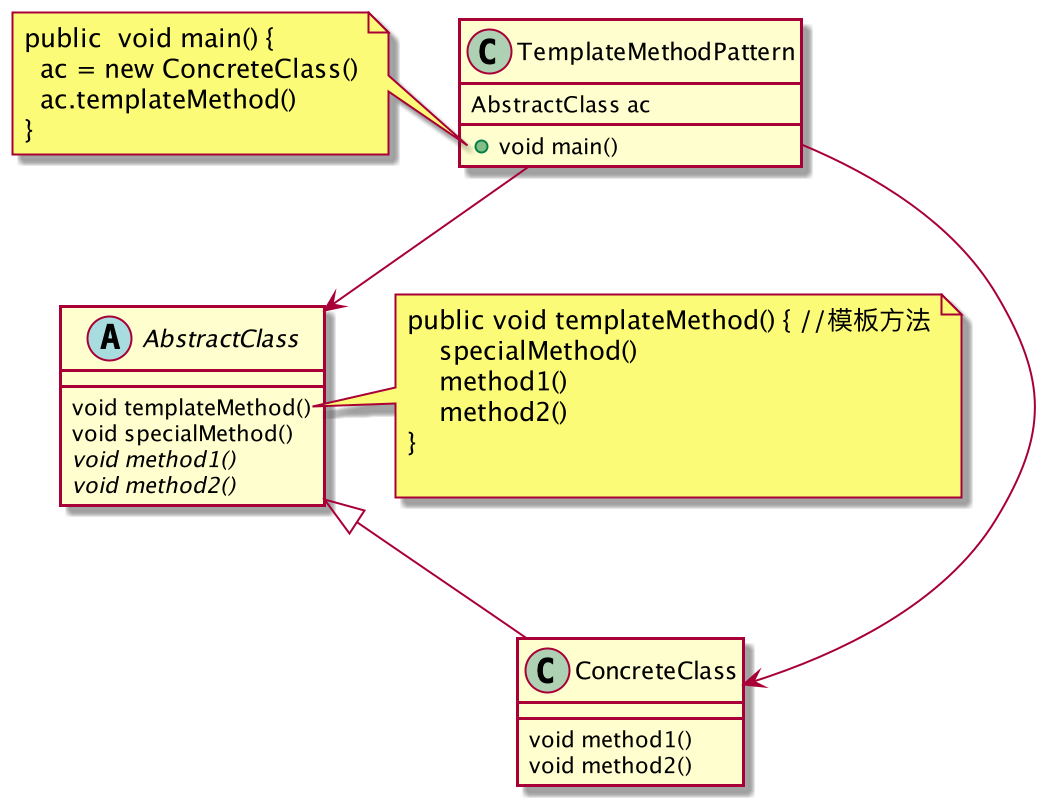 public  void main() {
  ac = new ConcreteClass()
  ac.templateMethod()
}
C TemplateMethodPattern
AbstractClass ac
void main()
A AbstractClass
void templateMethod()
void specialMethod()
void method1()
void method2()
public void templateMethod() { //模板方法
    specialMethod()
    method1()
    method2()
}
C ConcreteClass
void method1()
void method2()